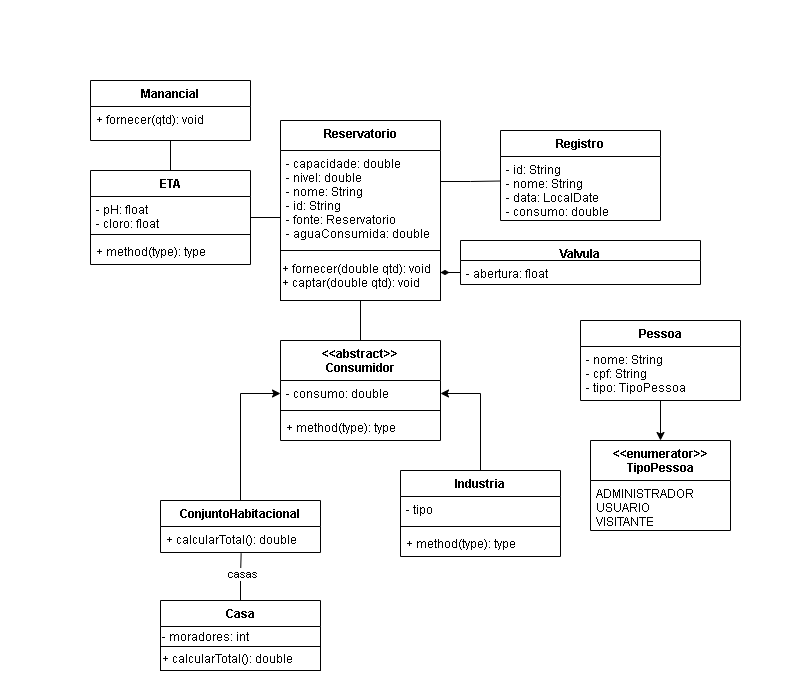 Manancial
+ fornecer(qtd): void
ETA
- pH: float
- cloro: float
+ method(type): type
Reservatorio
- capacidade: double
- nivel: double
- nome: String
- id: String
- fonte: Reservatorio
- aguaConsumida: double
+ fornecer(double qtd): void
+ captar(double qtd): void
Registro
- id: String
- nome: String
- data: LocalDate
- consumo: double
Valvula
- abertura: float
Pessoa
- nome: String
- cpf: String
- tipo: TipoPessoa
<<enumerator>>
TipoPessoa
ADMINISTRADOR
USUARIO
VISITANTE
<<abstract>>
Consumidor
- consumo: double
+ method(type): type
Industria
- tipo
+ method(type): type
ConjuntoHabitacional
+ calcularTotal(): double
casas
Casa
- moradores: int
+ calcularTotal(): double